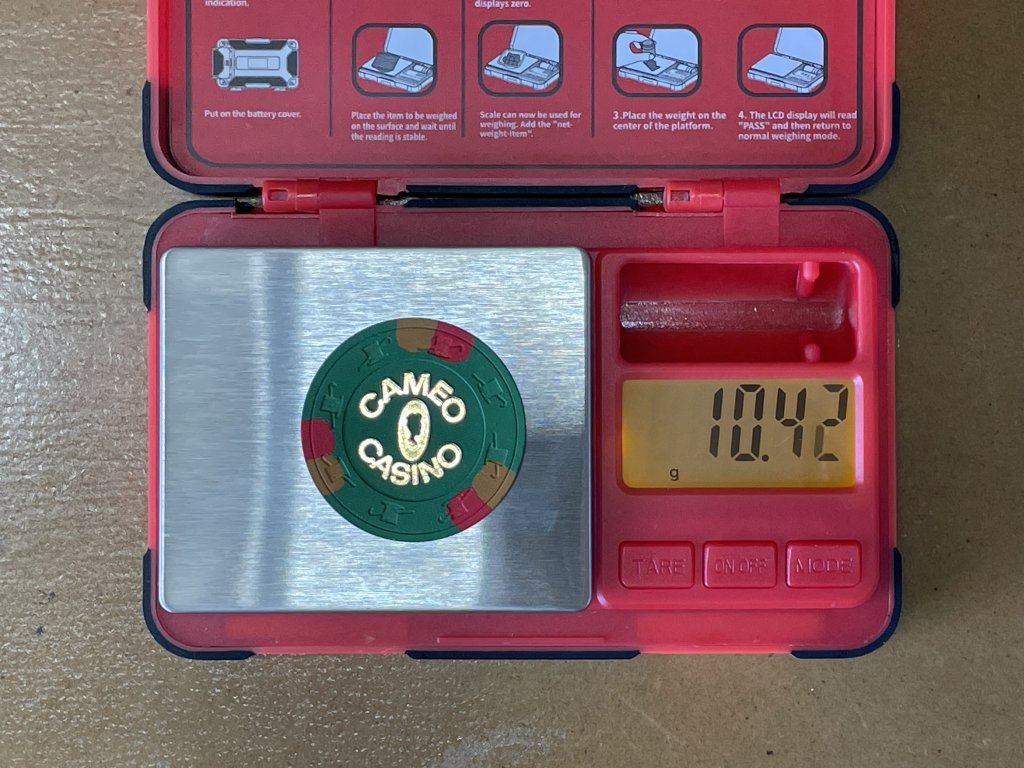 indication.
displays zero.
Put on the battery cover.
Place the item to be weighed
on the surface and wait until
the reading is stable.
Scale can now be used for
weighing. Add the "net-
weight-item".
3.Place the weight on the
center of the platform.
4. The LCD display will read
"PASS" and then return to
normal weighing mode.
CAMEO
CASINO
10.42
g
TARE
ON OFF
MODE